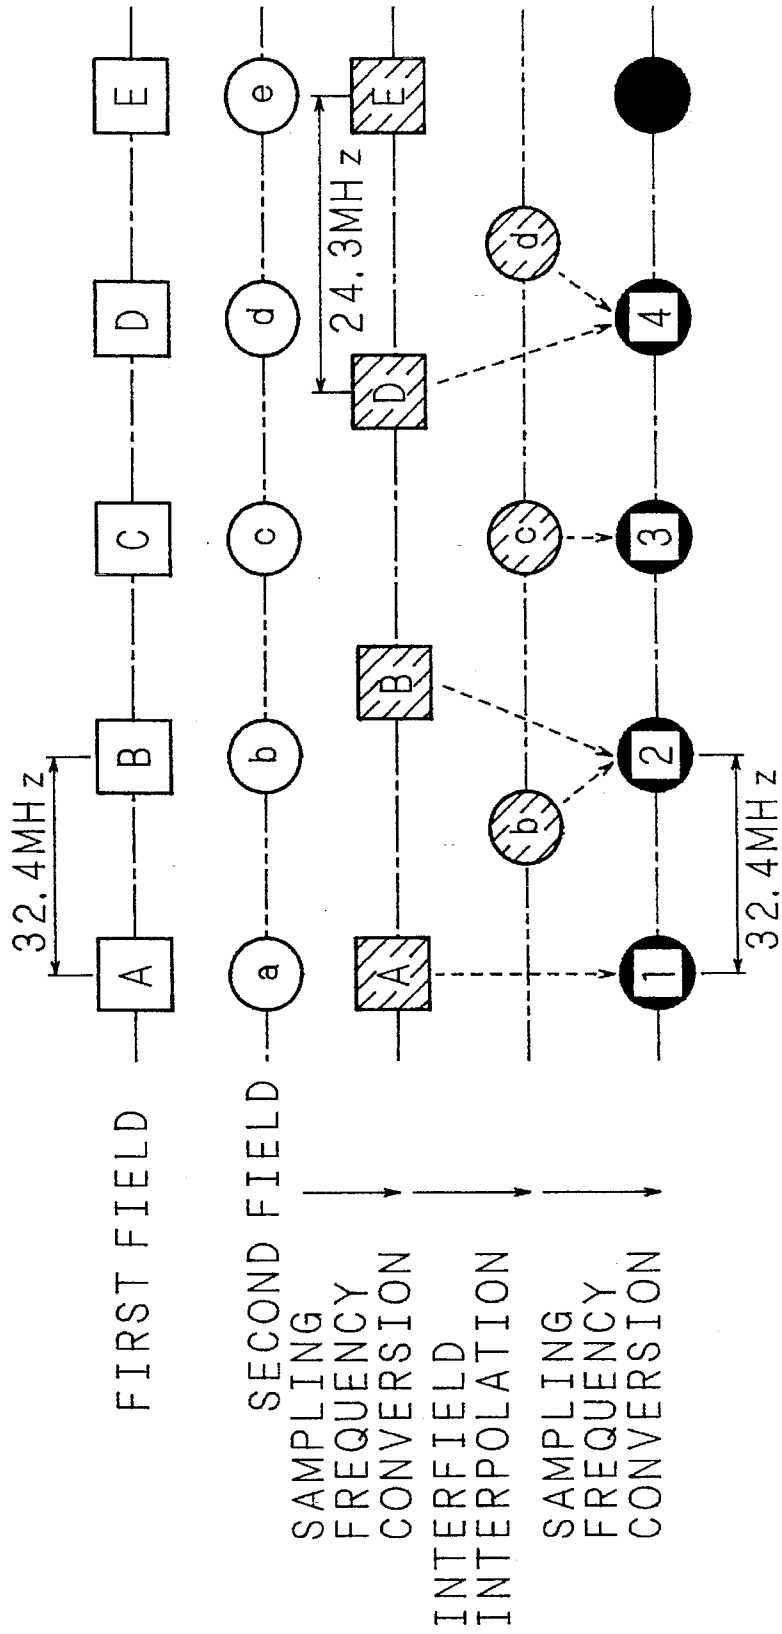 32.4MHz
FIRST FIELD
A
B
C
D
E
SECOND FIELD
a
b
c
d
e
24.3MHz
SAMPLING
FREQUENCY
CONVERSION
A
B
D
E
INTERFIELD
INTERPOLATION
b
c
d
SAMPLING
FREQUENCY
CONVERSION
1
2
3
4
32.4MHz